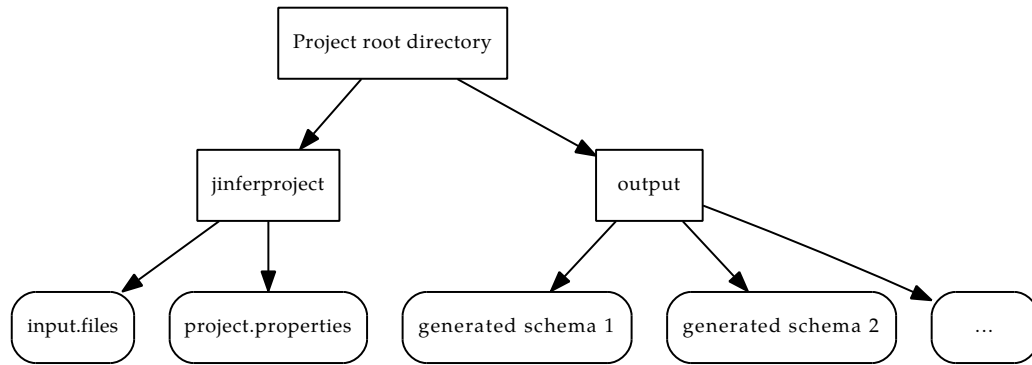 Project root directory
jinferproject
output
input.files
project.properties
generated schema 1
generated schema 2
...